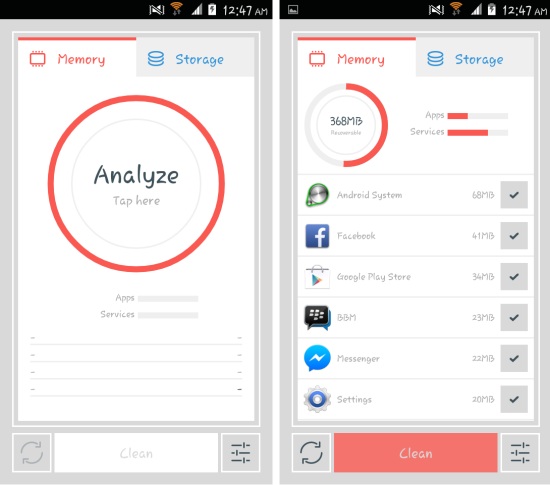 12:47 AM
Memory
Storage
Analyze
Tap here
Apps
Services
Clean
12:47 AM
Memory
Storage
368MB
Recoverable
Apps
Services
Android System 68MB
Facebook 41MB
Google Play Store 34MB
BBM 23MB
Messenger 22MB
Settings 20MB
Clean